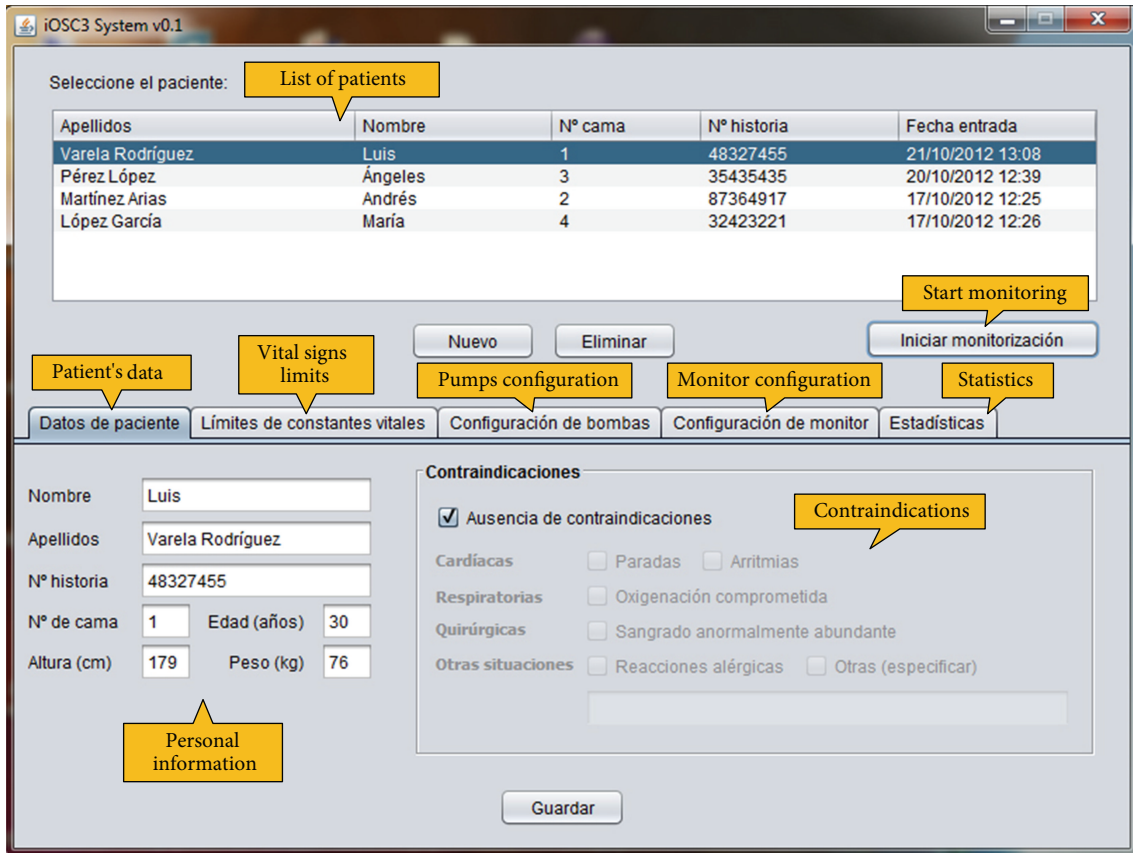 iOSC3 System v0.1
Seleccione el paciente:
List of patients
Apellidos Nombre Nº cama Nº historia Fecha entrada
Varela Rodríguez Luis 1 48327455 21/10/2012 13:08
Pérez López Ángeles 3 35435435 20/10/2012 12:39
Martínez Arias Andrés 2 87364917 17/10/2012 12:25
López García María 4 32423221 17/10/2012 12:26
Start monitoring
Nuevo Eliminar Iniciar monitorización
Patient's data
Vital signs
limits
Pumps configuration
Monitor configuration
Statistics
Datos de paciente Límites de constantes vitales Configuración de bombas Configuración de monitor Estadísticas
Nombre Luis
Apellidos Varela Rodríguez
Nº historia 48327455
Nº de cama 1 Edad (años) 30
Altura (cm) 179 Peso (kg) 76
Personal
information
Contraindicaciones
Ausencia de contraindicaciones
Contraindications
Cardíacas Paradas Arritmias
Respiratorias Oxigenación comprometida
Quirúrgicas Sangrado anormalmente abundante
Otras situaciones Reacciones alérgicas Otras (especificar)
Guardar